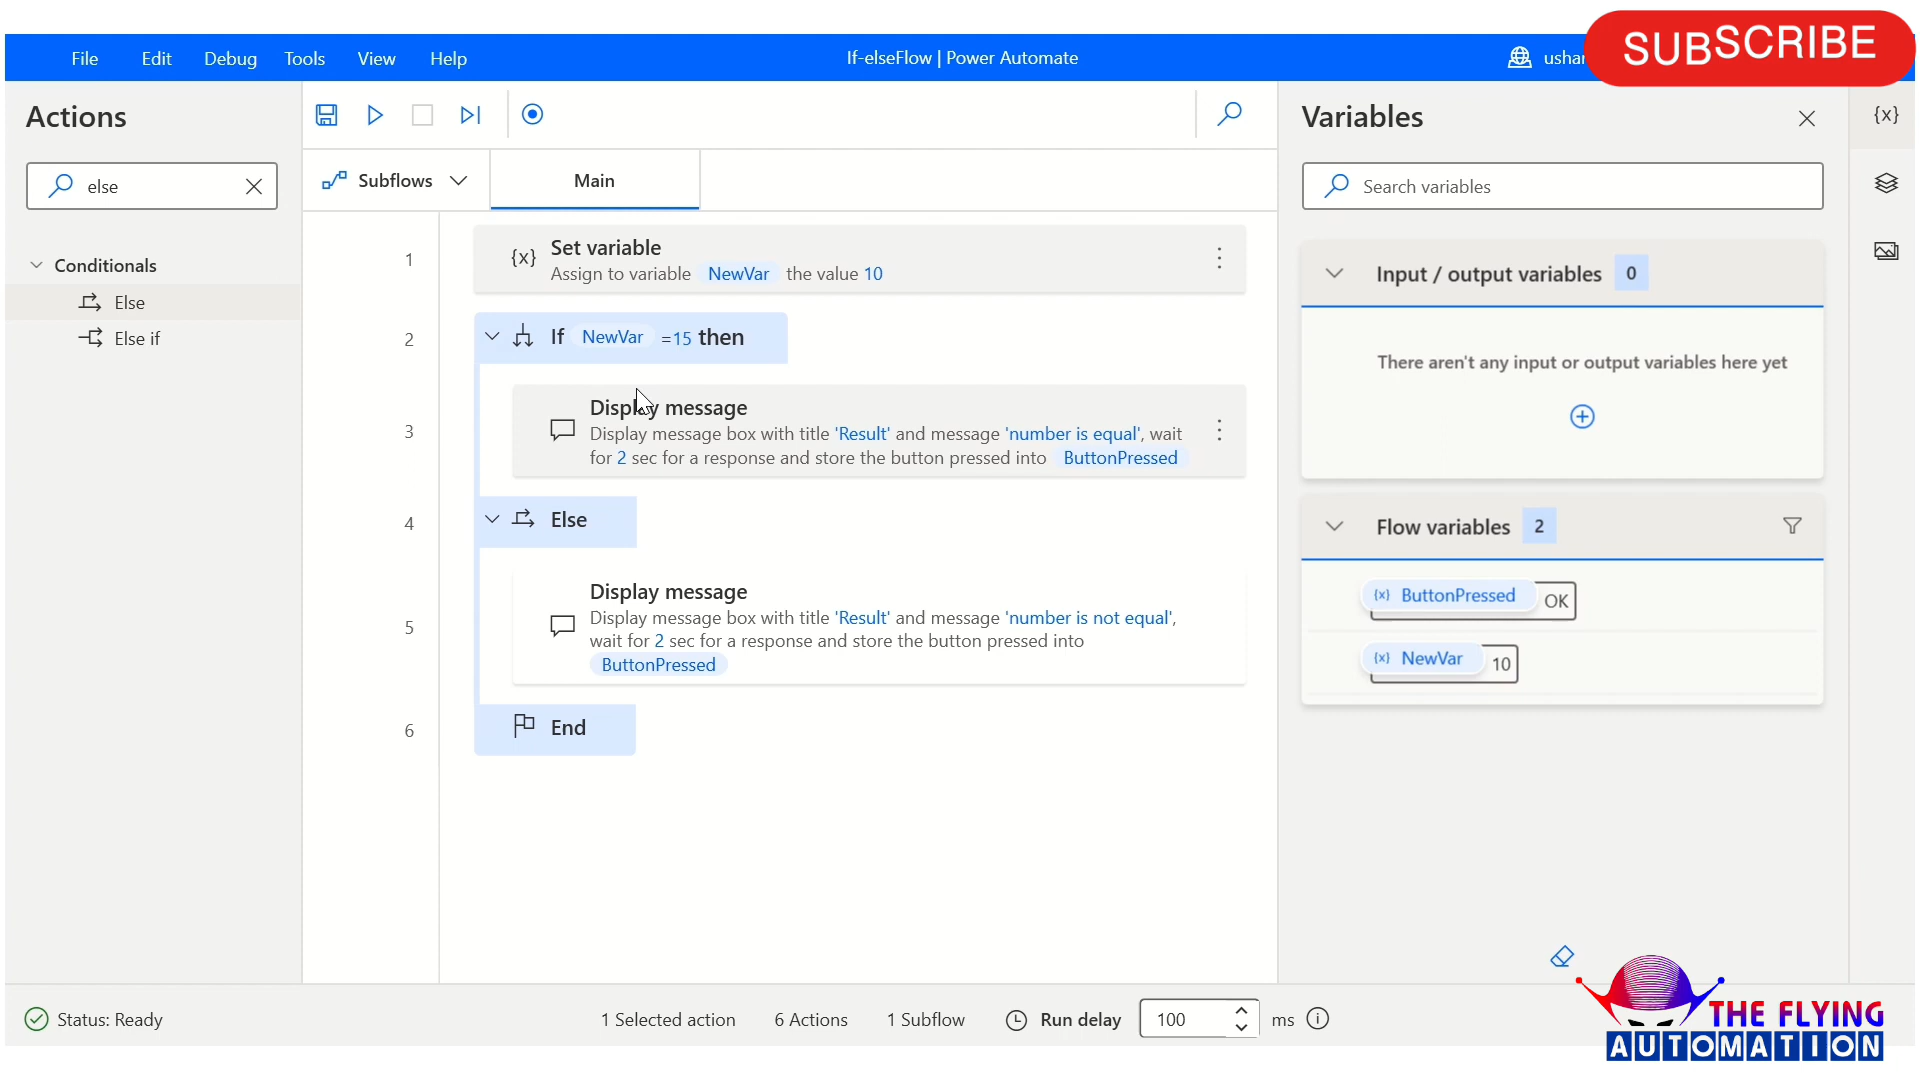 SUBSCRIBE
File Edit Debug Tools View Help If-elseFlow | Power Automate
Actions
else
Conditionals
Else
Else if
Subflows Main
1 {x} Set variable
Assign to variable NewVar the value 10
2 If NewVar =15 then
3 Display message
Display message box with title 'Result' and message 'number is equal', wait
for 2 sec for a response and store the button pressed into ButtonPressed
4 Else
5 Display message
Display message box with title 'Result' and message 'number is not equal',
wait for 2 sec for a response and store the button pressed into
ButtonPressed
6 End
Variables {x}
Search variables
Input / output variables 0
There aren't any input or output variables here yet
Flow variables 2
{x} ButtonPressed OK
{x} NewVar 10
Status: Ready 1 Selected action 6 Actions 1 Subflow Run delay 100 ms
THE FLYING
AUTOMATION